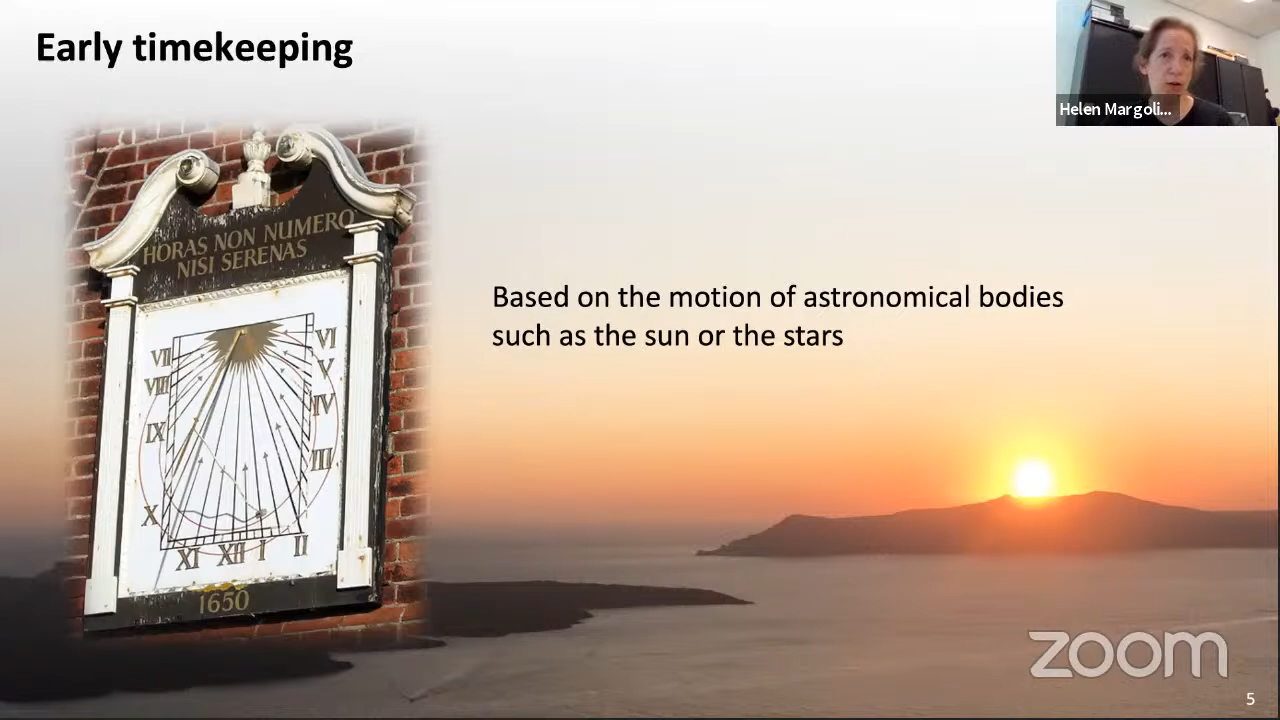 Early timekeeping
Helen Margoli...
HORAS NON NUMERO
NISI SERENAS
Based on the motion of astronomical bodies
such as the sun or the stars
VII
VIII
IX
X
XI XII I II
III
IV
V
VI
1650
zoom
5